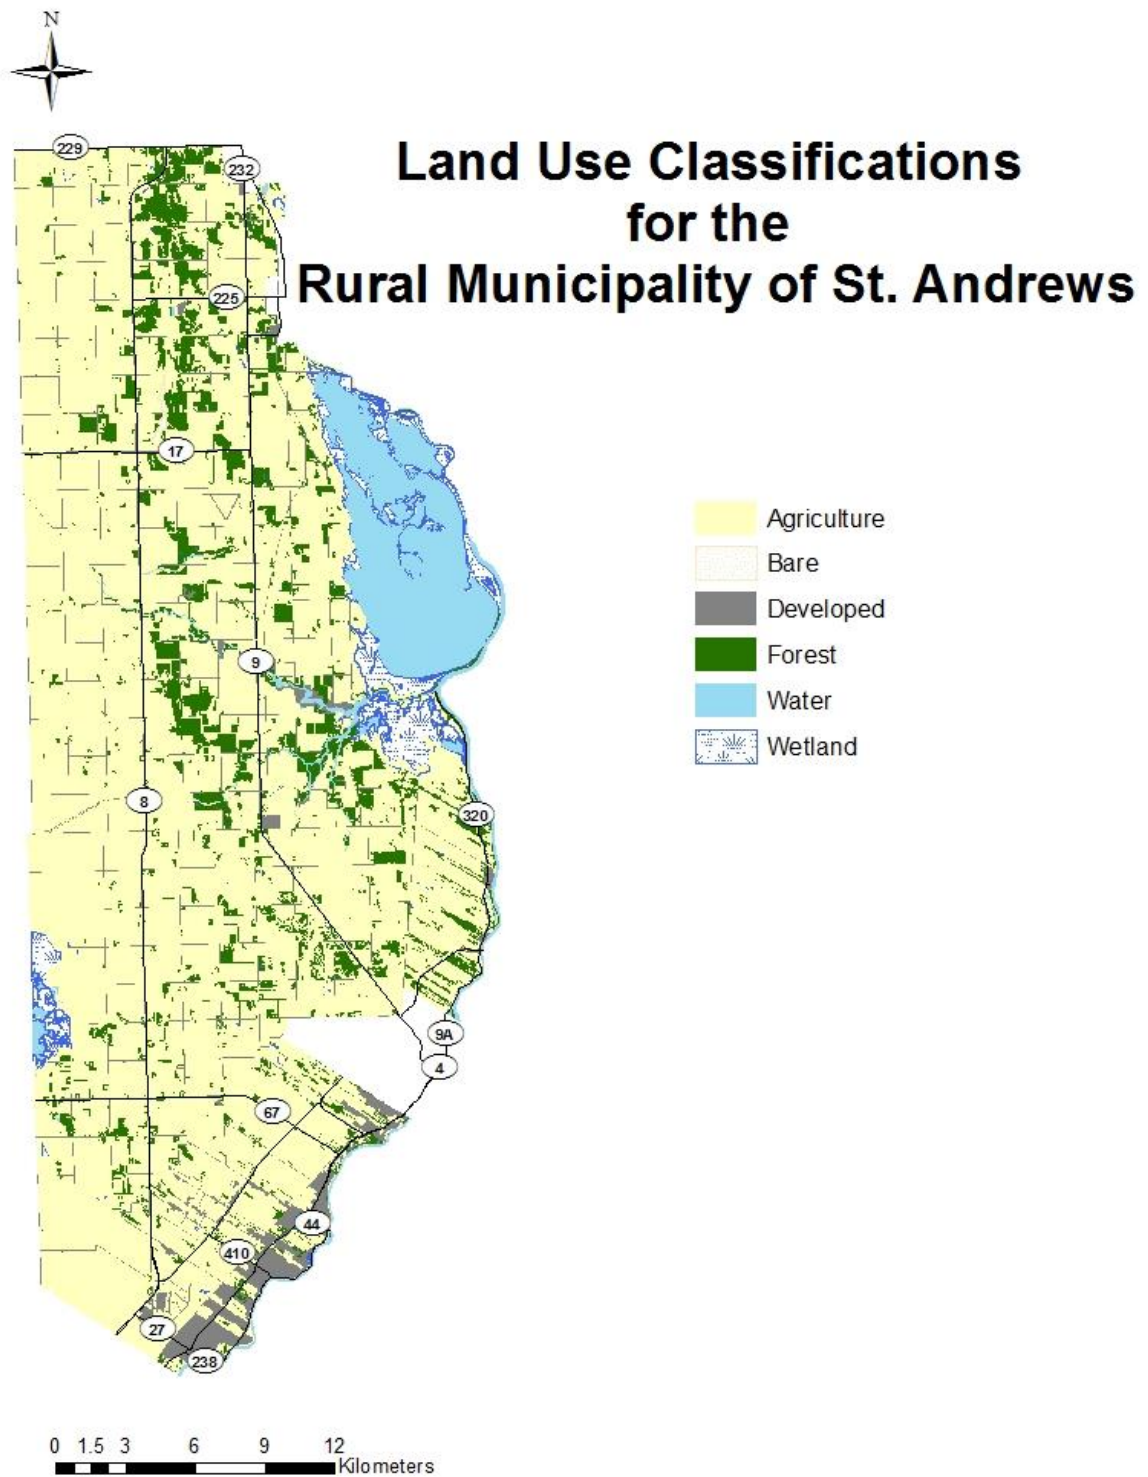 N
Land Use Classifications
for the
Rural Municipality of St. Andrews
229
232
225
17
9
8
320
9A
4
67
44
410
27
238
Agriculture
Bare
Developed
Forest
Water
Wetland
0 1.5 3 6 9 12
Kilometers